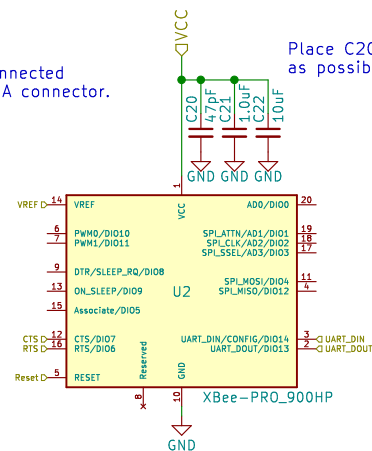 VCC
Place C20
as possib
nnected
A connector.
C20
47pF
C21
1.0uF
C22
10uF
GND
GND
GND
1
VCC
VREF
14
VREF
AD0/DIO0
20
6
PWM0/DIO10
7
PWM1/DIO11
SPI_ATTN/AD1/DIO1
19
SPI_CLK/AD2/DIO2
18
SPI_SSEL/AD3/DIO3
17
9
DTR/SLEEP_RQ/DIO8
13
ON_SLEEP/DIO9
SPI_MOSI/DIO4
11
SPI_MISO/DIO12
4
U2
15
Associate/DIO5
CTS
12
CTS/DIO7
RTS
16
RTS/DIO6
UART_DIN/CONFIG/DIO14
3
UART_DIN
UART_DOUT/DIO13
2
UART_DOUT
Reset
5
RESET
Reserved
GND
8
10
XBee-PRO_900HP
GND